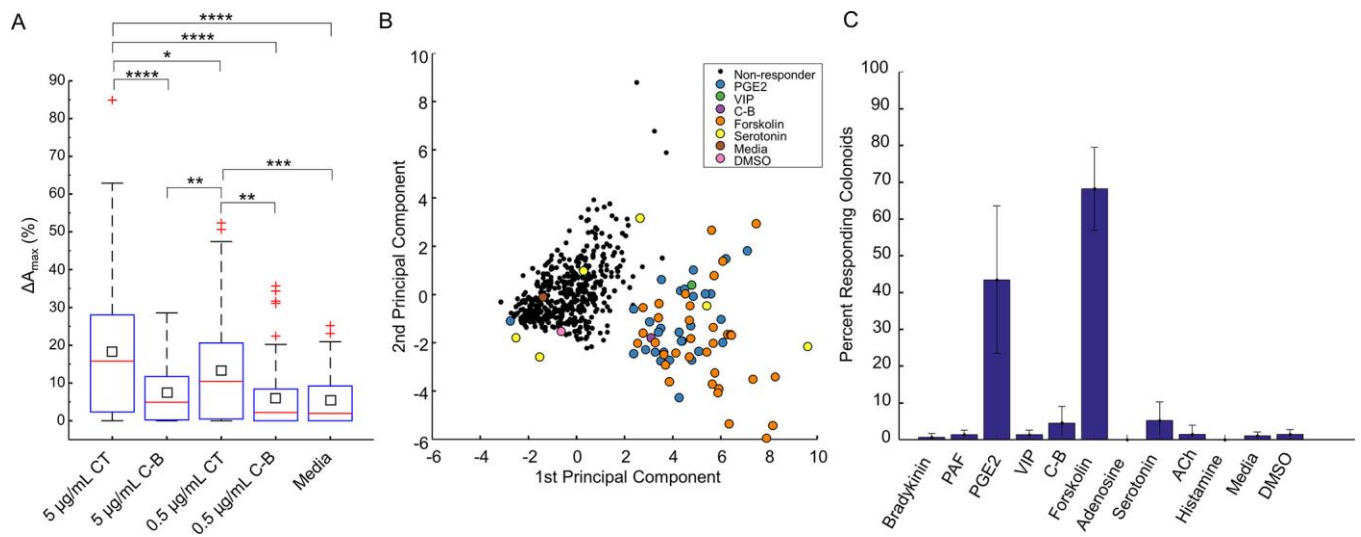 A
****
****
*
****
***
**
**
ΔAmax (%)
90
80
70
60
50
40
30
20
10
0
5 µg/mL CT
5 µg/mL C-B
0.5 µg/mL CT
0.5 µg/mL C-B
Media
B
2nd Principal Component
10
8
6
4
2
0
-2
-4
-6
Non-responder
PGE2
VIP
C-B
Forskolin
Serotonin
Media
DMSO
-6 -4 -2 0 2 4 6 8 10
1st Principal Component
C
Percent Responding Colonoids
100
90
80
70
60
50
40
30
20
10
0
Bradykinin
PAF
PGE2
VIP
C-B
Forskolin
Adenosine
Serotonin
ACh
Histamine
Media
DMSO